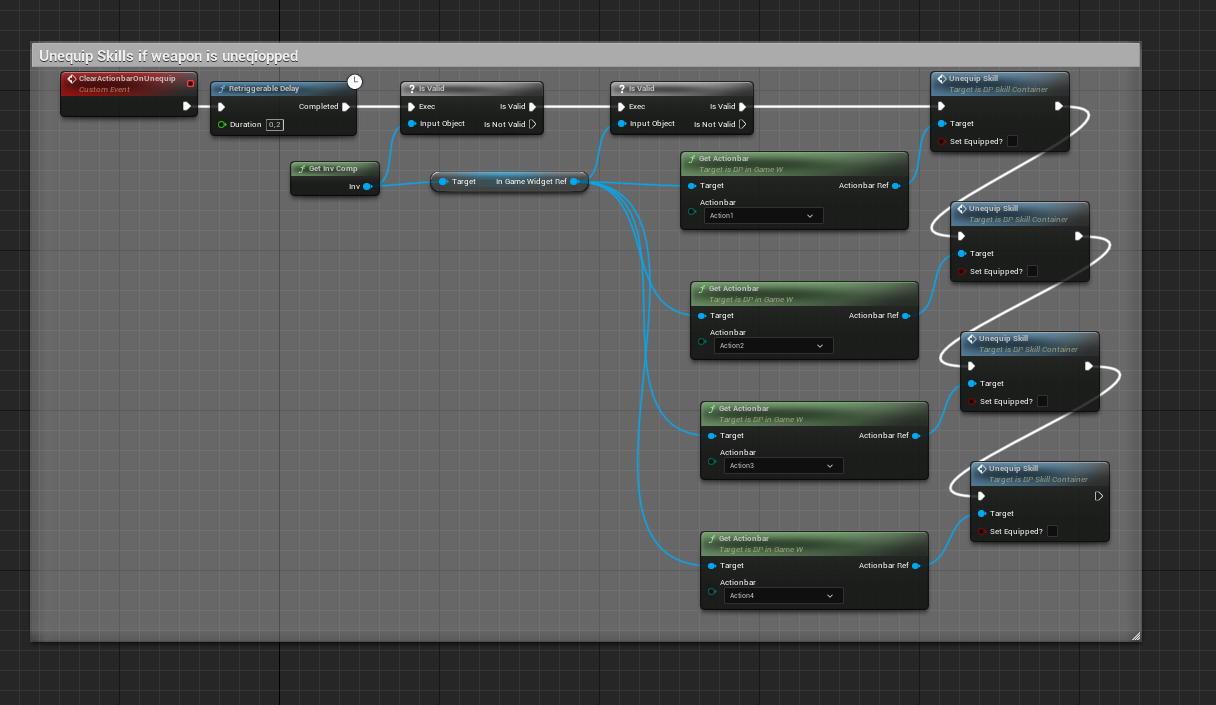 Unequip Skills if weapon is uneqiopped
ClearActionbarOnUnequip
Custom Event
Retriggerable Delay
Completed
Duration 0,2
Is Valid
Exec Is Valid
Input Object Is Not Valid
Is Valid
Exec Is Valid
Input Object Is Not Valid
Unequip Skill
Target is DP Skill Container
Target
Set Equipped?
Get Inv Comp
Inv
Target In Game Widget Ref
Get Actionbar
Target is DP in Game W
Target Actionbar Ref
Actionbar
Action1
Unequip Skill
Target is DP Skill Container
Target
Set Equipped?
Get Actionbar
Target is DP in Game W
Target Actionbar Ref
Actionbar
Action2
Unequip Skill
Target is DP Skill Container
Target
Set Equipped?
Get Actionbar
Target is DP in Game W
Target Actionbar Ref
Actionbar
Action3
Unequip Skill
Target is DP Skill Container
Target
Set Equipped?
Get Actionbar
Target is DP in Game W
Target Actionbar Ref
Actionbar
Action4